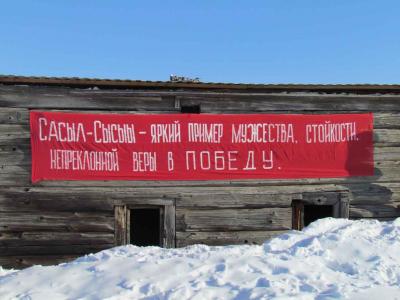 САСЫЛ-СЫСЫЫ – ЯРКИЙ ПРИМЕР МУЖЕСТВА, СТОЙКОСТИ,
НЕПРЕКЛОННОЙ ВЕРЫ В ПОБЕДУ.